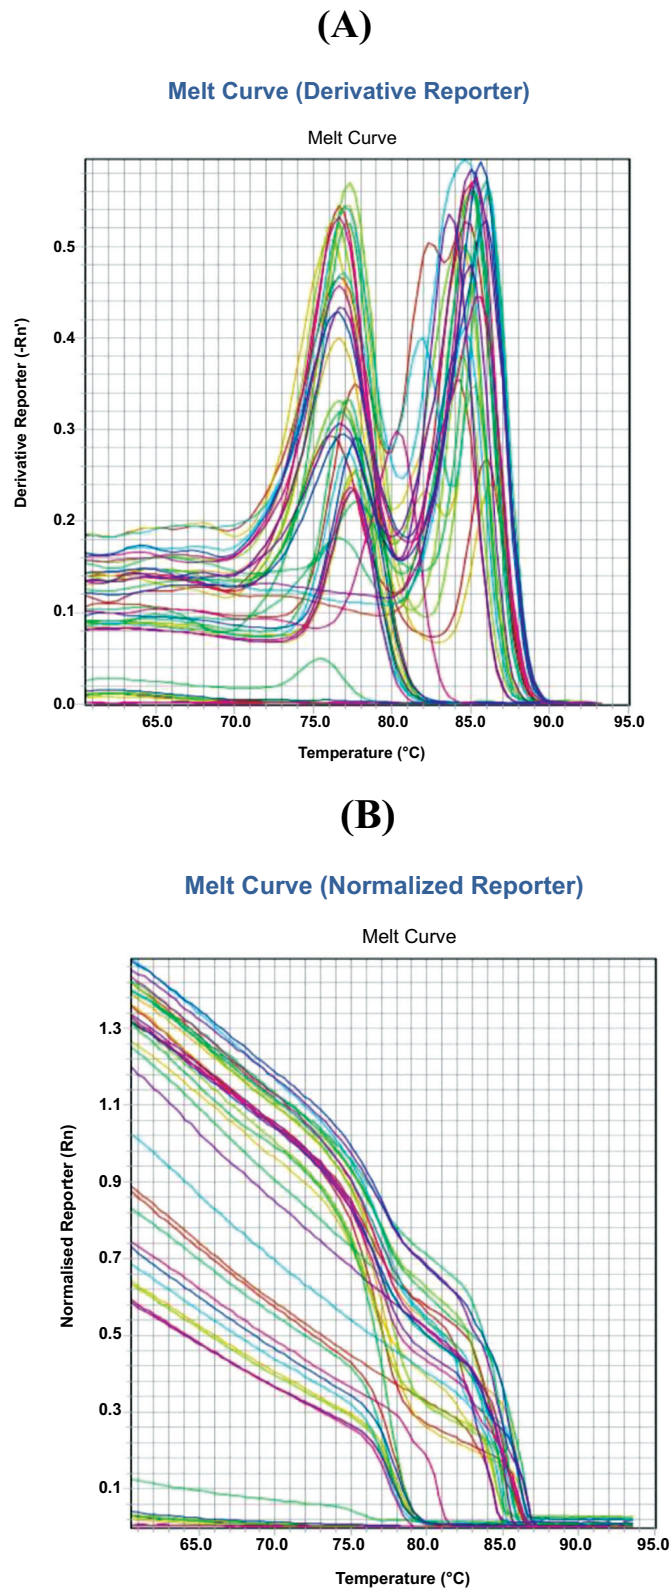 (A)
Melt Curve (Derivative Reporter)
Melt Curve
Derivative Reporter (-Rn')
0.5
0.4
0.3
0.2
0.1
0.0
65.0 70.0 75.0 80.0 85.0 90.0 95.0
Temperature (°C)
(B)
Melt Curve (Normalized Reporter)
Melt Curve
Normalised Reporter (Rn)
1.3
1.1
0.9
0.7
0.5
0.3
0.1
65.0 70.0 75.0 80.0 85.0 90.0 95.0
Temperature (°C)